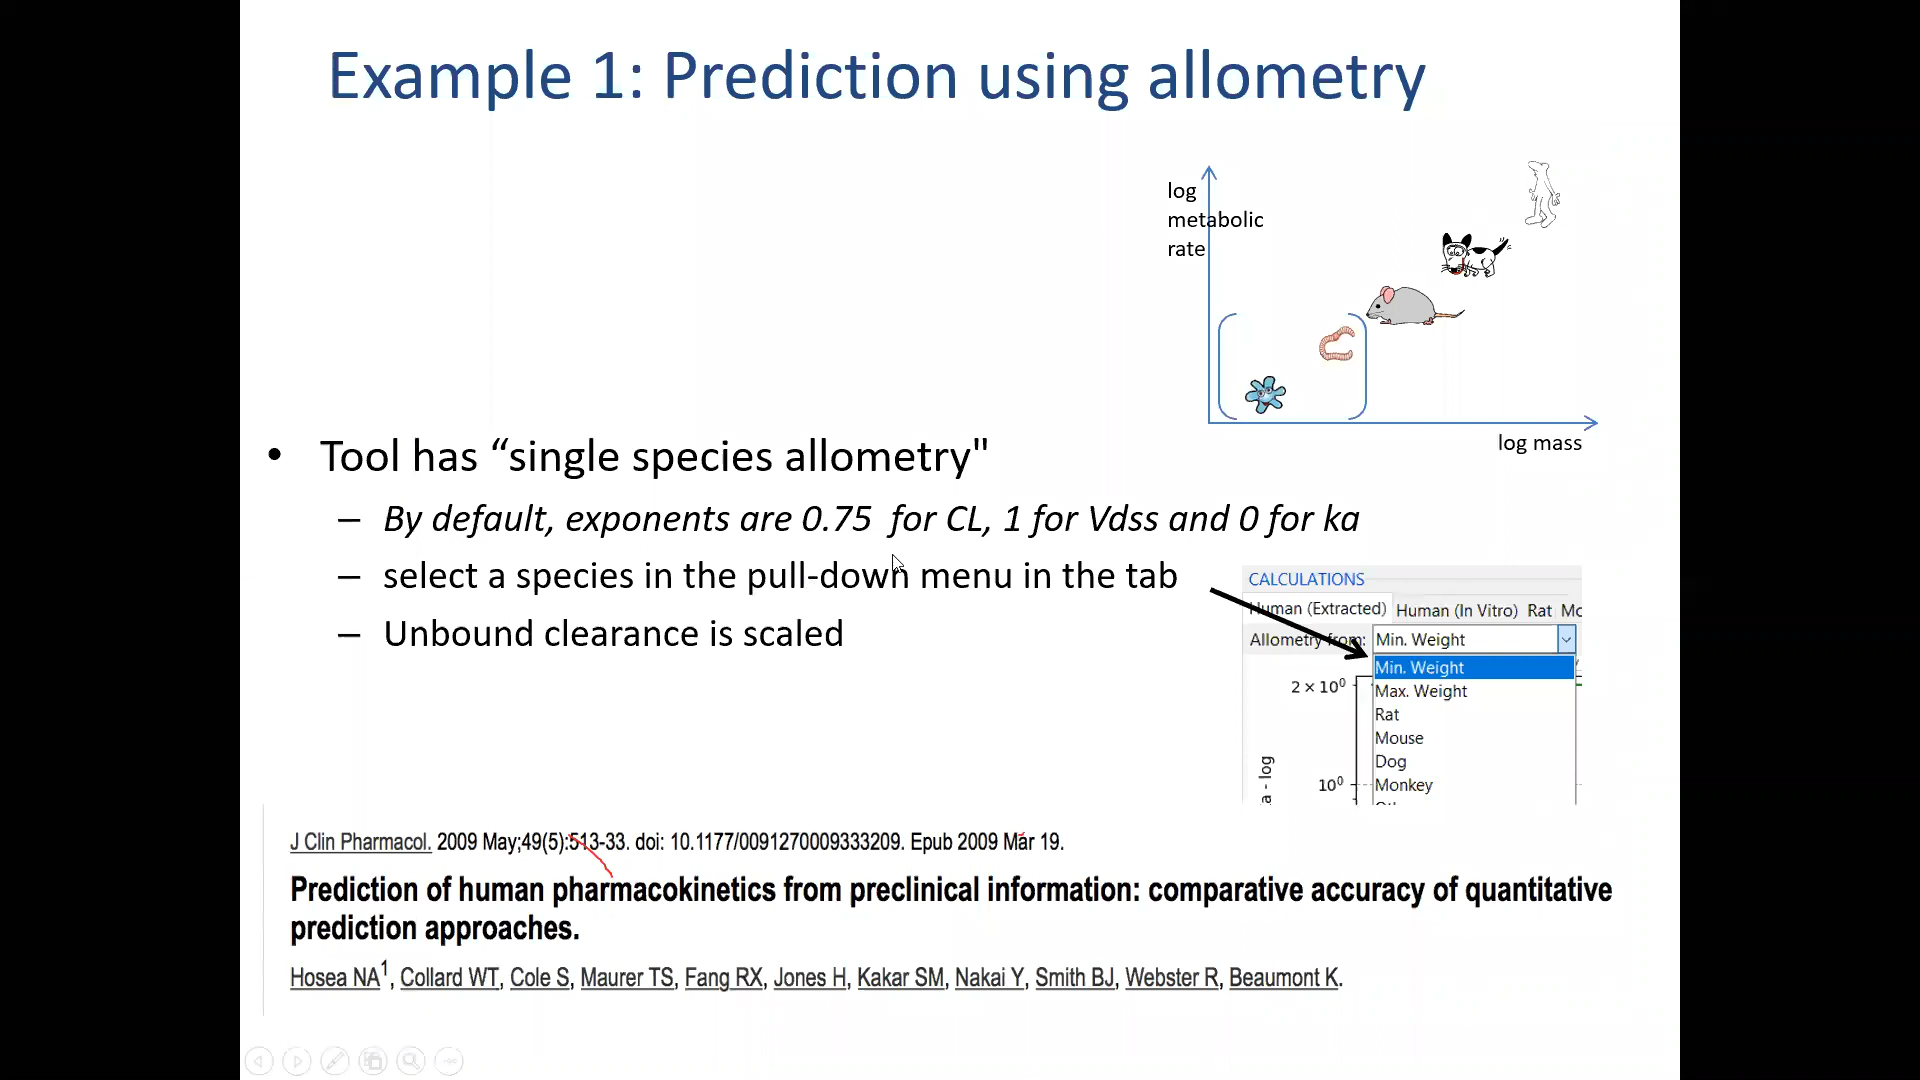 Example 1: Prediction using allometry
log
metabolic
rate
log mass
• Tool has “single species allometry"
– By default, exponents are 0.75 for CL, 1 for Vdss and 0 for ka
– select a species in the pull-down menu in the tab
– Unbound clearance is scaled
CALCULATIONS
Human (Extracted) Human (In Vitro) Rat
Allometry from: Min. Weight
Min. Weight
Max. Weight
Rat
Mouse
Dog
Monkey
2 × 10⁰
10⁰
- log
J Clin Pharmacol. 2009 May;49(5):513-33. doi: 10.1177/0091270009333209. Epub 2009 Mar 19.
Prediction of human pharmacokinetics from preclinical information: comparative accuracy of quantitative
prediction approaches.
Hosea NA¹, Collard WT, Cole S, Maurer TS, Fang RX, Jones H, Kakar SM, Nakai Y, Smith BJ, Webster R, Beaumont K.